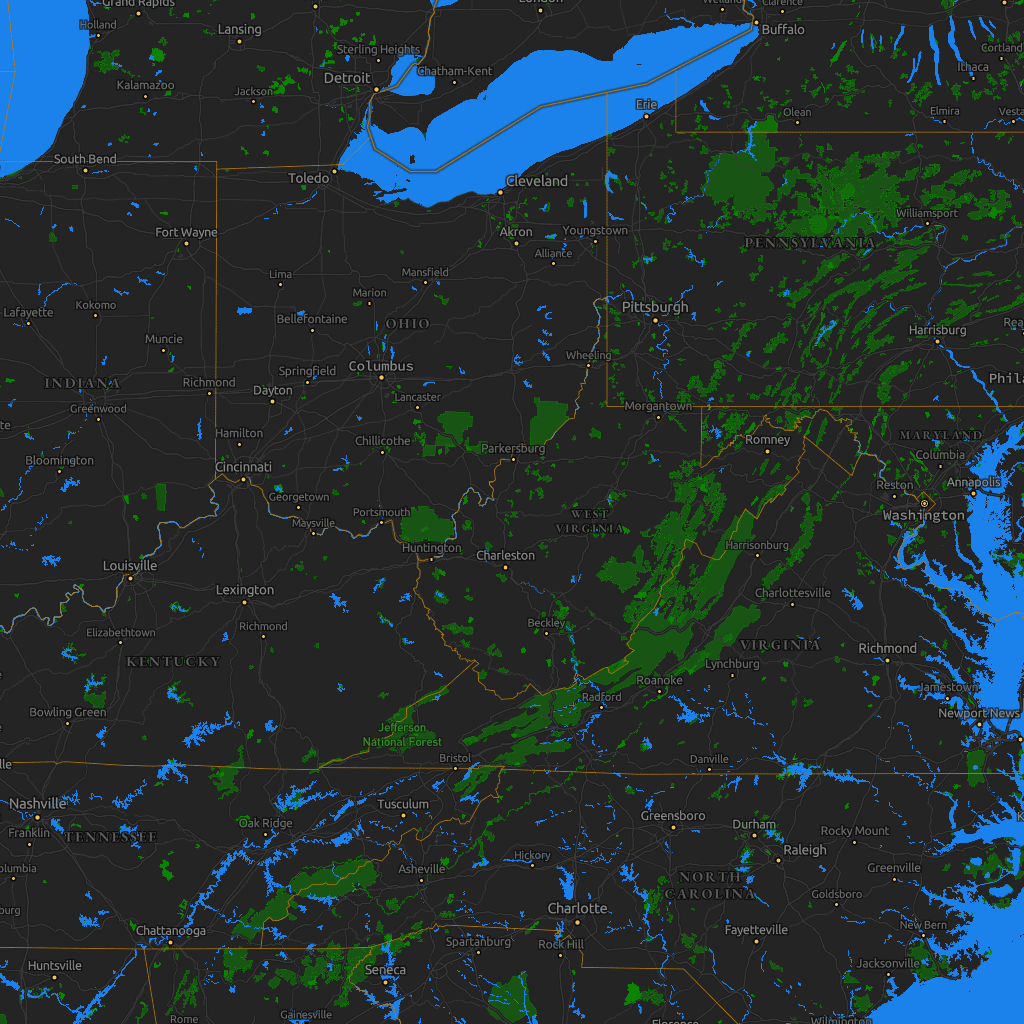 Grand Rapids
London
Clarence
Holland
Lansing
Buffalo
Sterling Heights
Cortland
Detroit
Chatham-Kent
Ithaca
Kalamazoo
Jackson
Erie
Olean
Elmira
South Bend
Toledo
Cleveland
Williamsport
Fort Wayne
Akron
Youngstown
PENNSYLVANIA
Alliance
Lima
Mansfield
Marion
Kokomo
Lafayette
Bellefontaine
OHIO
Pittsburgh
Harrisburg
Muncie
Wheeling
Columbus
INDIANA
Richmond
Dayton
Springfield
Greenwood
Lancaster
Morgantown
Hamilton
Chillicothe
Parkersburg
Romney
MARYLAND
Columbia
Bloomington
Cincinnati
Reston
Annapolis
Georgetown
Portsmouth
WEST
VIRGINIA
Washington
Maysville
Huntington
Charleston
Harrisonburg
Louisville
Lexington
Charlottesville
Elizabethtown
Richmond
Beckley
VIRGINIA
Richmond
KENTUCKY
Lynchburg
Roanoke
Jamestown
Bowling Green
Radford
Newport News
Jefferson
National Forest
Bristol
Danville
Nashville
Tusculum
Franklin
TENNESSEE
Oak Ridge
Greensboro
Durham
Rocky Mount
Raleigh
Hickory
Asheville
NORTH
CAROLINA
Greenville
Goldsboro
Charlotte
Chattanooga
Spartanburg
Rock Hill
Fayetteville
New Bern
Huntsville
Seneca
Jacksonville
Rome
Gainesville
Florence
Wilmington